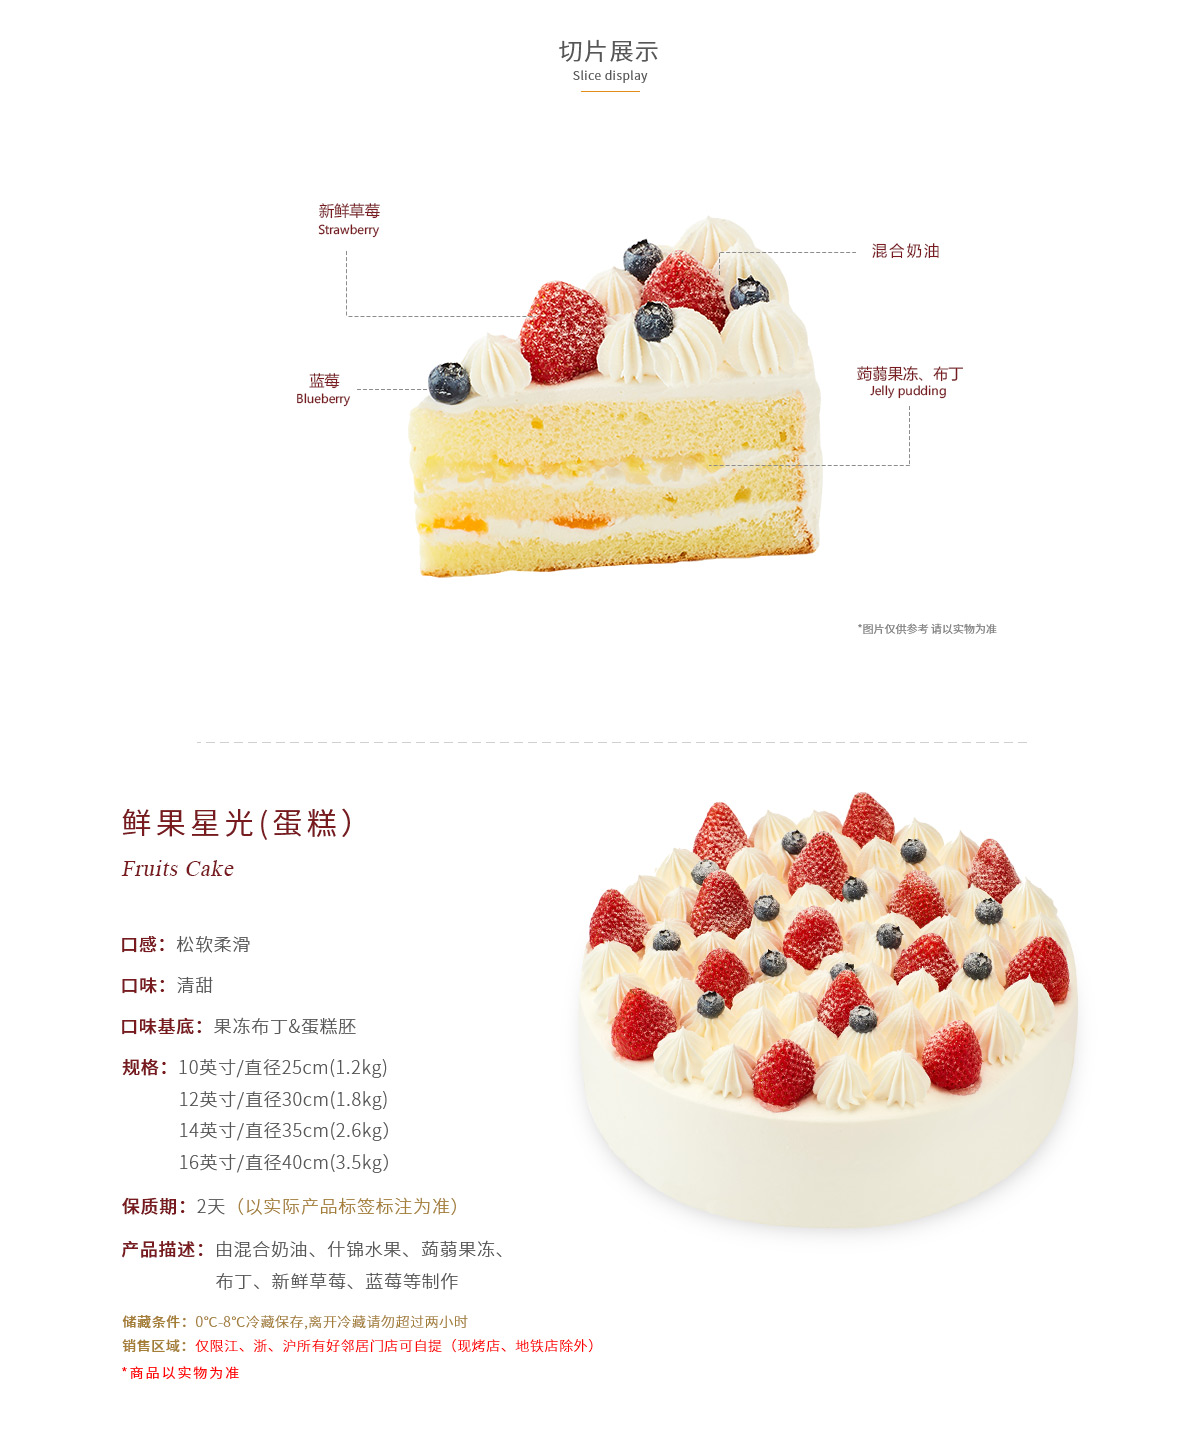 切片展示
Slice display
新鲜草莓
Strawberry
混合奶油
蓝莓
Blueberry
蒟蒻果冻、布丁
Jelly pudding
*图片仅供参考 请以实物为准
鲜果星光(蛋糕）
Fruits Cake
口感：松软柔滑
口味：清甜
口味基底：果冻布丁&蛋糕胚
规格：10英寸/直径25cm(1.2kg)
12英寸/直径30cm(1.8kg)
14英寸/直径35cm(2.6kg）
16英寸/直径40cm(3.5kg）
保质期：2天（以实际产品标签标注为准）
产品描述：由混合奶油、什锦水果、蒟蒻果冻、
布丁、新鲜草莓、蓝莓等制作
储藏条件：0℃-8℃冷藏保存,离开冷藏请勿超过两小时
销售区域：仅限江、浙、沪所有好邻居门店可自提（现烤店、地铁店除外）
*商品以实物为准